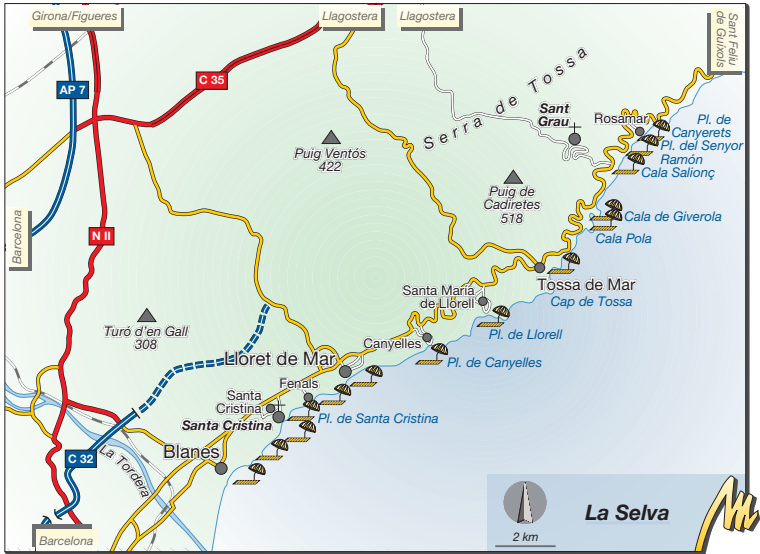 Girona/Figueres
Llagostera
Llagostera
Sant Feliu
de Guíxols
AP 7
C 35
Serra de Tossa
Sant
Grau
Rosamar
Pl. de
Canyerets
Pl. del Senyor
Ramón
Cala Salionç
Puig Ventós
422
Puig de
Cadiretes
518
Cala de Giverola
Cala Pola
Barcelona
N II
Tossa de Mar
Cap de Tossa
Santa Maria
de Llorell
Turó d'en Gall
308
Pl. de Llorell
Canyelles
Lloret de Mar
Pl. de Canyelles
Fenals
Santa
Cristina
Santa Cristina
Pl. de Santa Cristina
Blanes
C 32
La Tordera
Barcelona
2 km
La Selva